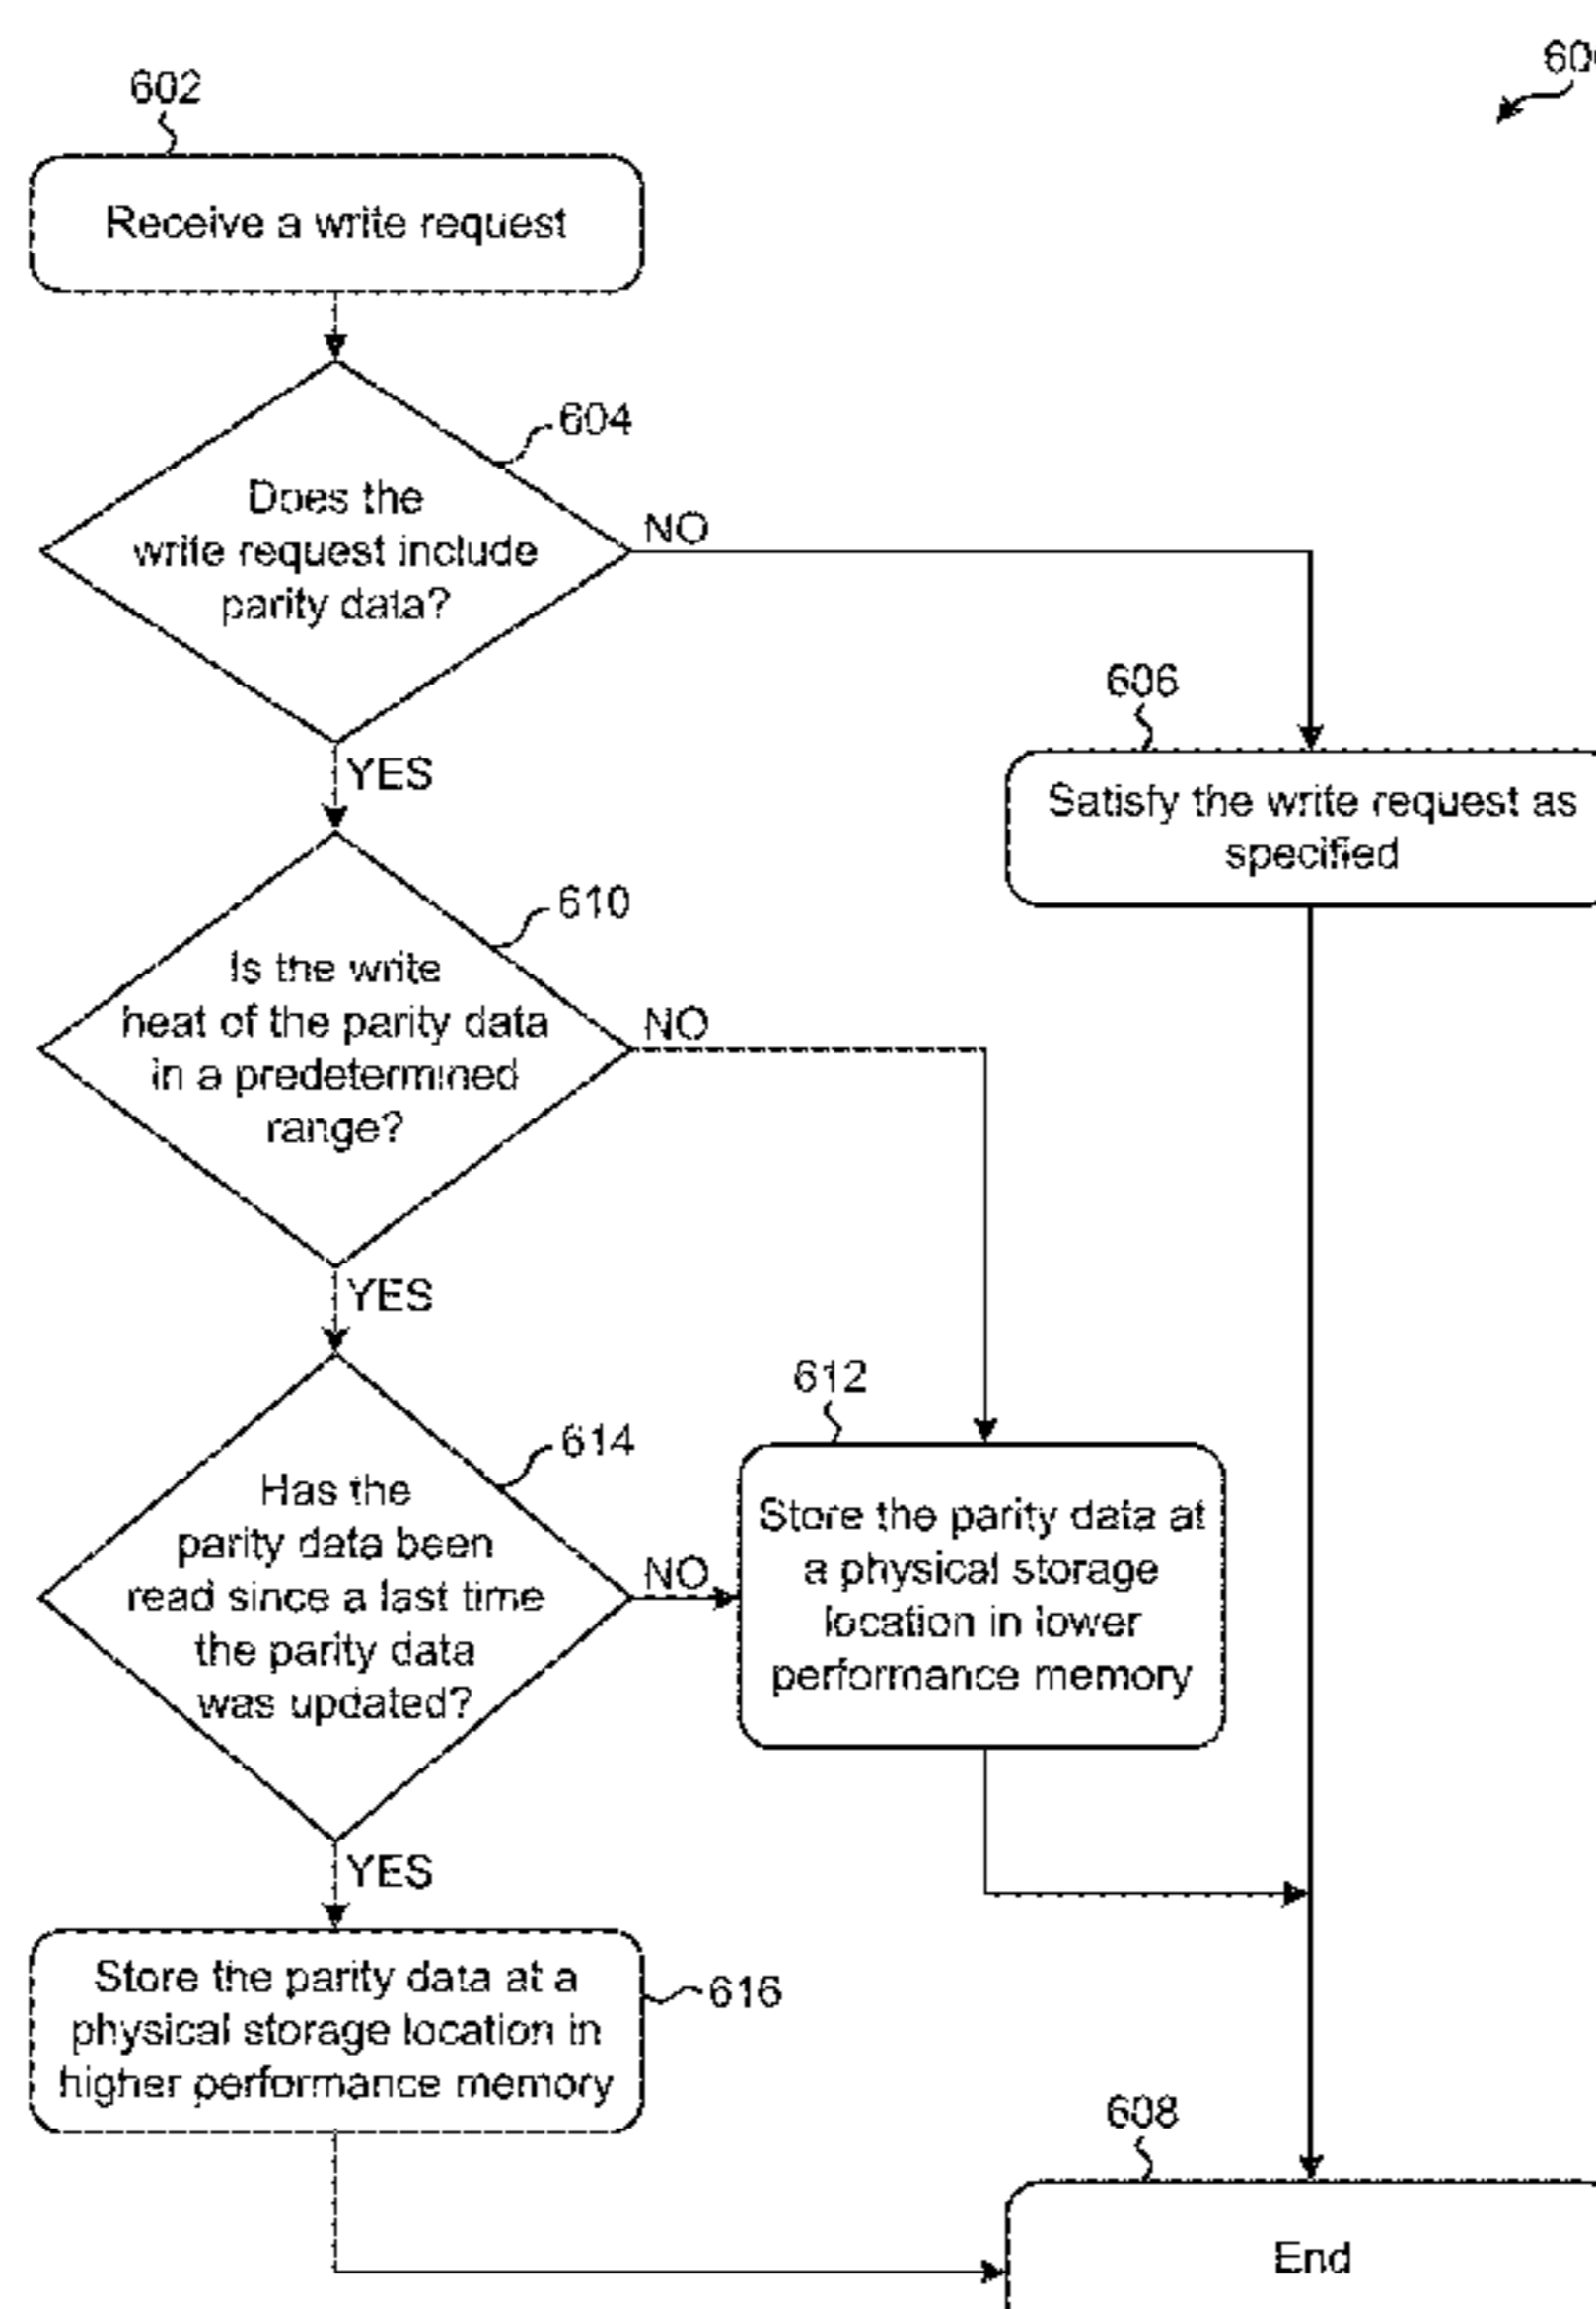 602
Receive a write request
604
Does the
write request include
parity data?
NO
YES
606
Satisfy the write request as
specified
610
Is the write
heat of the parity data
in a predetermined
range?
NO
YES
612
Store the parity data at
a physical storage
location in lower
performance memory
614
Has the
parity data been
read since a last time
the parity data
was updated?
NO
YES
Store the parity data at a
physical storage location in
higher performance memory
616
608
End